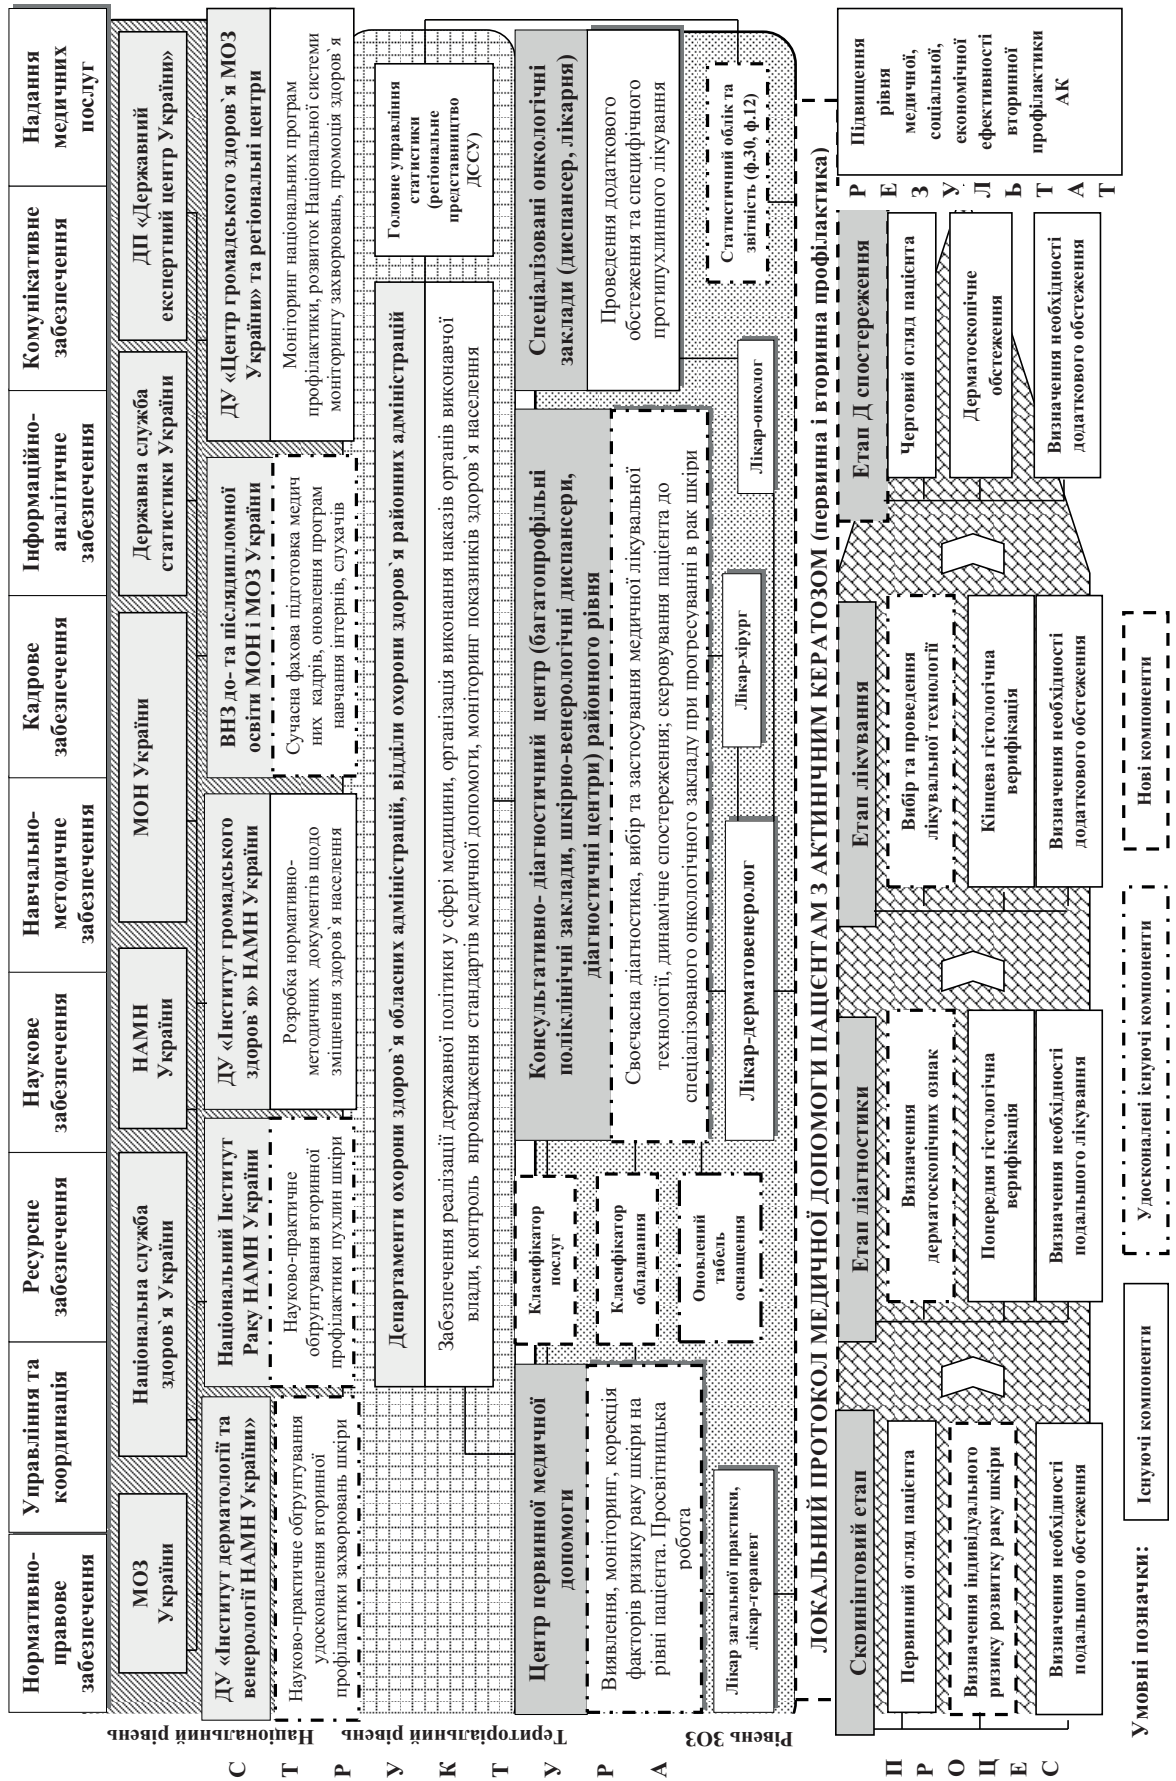 Нормативно-
правове
забезпечення
Управління та
координація
Ресурсне
забезпечення
Наукове
забезпечення
Навчально-
методичне
забезпечення
Кадрове
забезпечення
Інформаційно-
аналітичне
забезпечення
Комунікативне
забезпечення
Надання
медичних
послуг
МОЗ
України
Національна служба
здоров`я України
НАМН
України
МОН України
Державна служба
статистики України
ДП «Державний
експертний центр України»
ДУ «Інститут дерматології та
венерології НАМН України»
Науково-практичне обґрунтування
удосконалення вторинної
профілактики захворювань шкіри
Національний Інститут
Раку НАМН України
Науково-практичне
обґрунтування вторинної
профілактики пухлин шкіри
ДУ «Інститут громадського
здоров`я» НАМН України
Розробка нормативно-
методичних документів щодо
зміцнення здоров`я населення
ВНЗ до- та післядипломної
освіти МОН і МОЗ України
Сучасна фахова підготовка медич
них кадрів, оновлення програм
навчання інтернів, слухачів
ДУ «Центр громадського здоров`я МОЗ
України» та регіональні центри
Моніторинг національних програм
профілактики, розвиток Національної системи
моніторингу захворювань, промоція здоров`я
Національний рівень
Територіальний рівень
Рівень ЗОЗ
С
Т
Р
У
К
Т
У
Р
А
Департаменти охорони здоров`я обласних адміністрацій, відділи охорони здоров`я районних адміністрацій
Забезпечення реалізації державної політики у сфері медицини, організація виконання наказів органів виконавчої
влади, контроль впровадження стандартів медичної допомоги, моніторинг показників здоров`я населення
Головне управління
статистики
(регіональне
представництво
ДССУ)
Центр первинної медичної
допомоги
Виявлення, моніторинг, корекція
факторів ризику раку шкіри на
рівні пацієнта. Просвітницька
робота
Лікар загальної практики,
лікар-терапевт
Класифікатор
послуг
Класифікатор
обладнання
Оновлений
табель
оснащення
Консультативно- діагностичний центр (багатопрофільні
поліклінічні заклади, шкірно-венерологічні диспансери,
діагностичні центри) районного рівня
Своєчасна діагностика, вибір та застосування медичної лікувальної
технології, динамічне спостереження; скеровування пацієнта до
спеціалізованого онкологічного закладу при прогресуванні в рак шкіри
Лікар-дерматовенеролог
Лікар-хірург
Лікар-онколог
Спеціалізовані онкологічні
заклади (диспансер, лікарня)
Проведення додаткового
обстеження та специфічного
протипухлинного лікування
Статистичний облік та
звітність (ф.30, ф.12)
ЛОКАЛЬНИЙ ПРОТОКОЛ МЕДИЧНОЇ ДОПОМОГИ ПАЦІЄНТАМ З АКТИНІЧНИМ КЕРАТОЗОМ (первинна і вторинна профілактика)
П
Р
О
Ц
Е
С
Скринінговий етап
Первинний огляд пацієнта
Визначення індивідуального
ризику розвитку раку шкіри
Визначення необхідності
подальшого обстеження
Етап діагностики
Визначення
дерматоскопічних ознак
Попередня гістологічна
верифікація
Визначення необхідності
подальшого лікування
Етап лікування
Вибір та проведення
лікувальної технології
Кінцева гістологічна
верифікація
Визначення необхідності
додаткового обстеження
Етап Д спостереження
Черговий огляд пацієнта
Дерматоскопічне
обстеження
Визначення необхідності
додаткового обстеження
Р
Е
З
У
Л
Ь
Т
А
Т
Підвищення
рівня
медичної,
соціальної,
економічної
ефективності
вторинної
профілактики
АК
Умовні позначки:
Існуючі компоненти
Удосконалені існуючі компоненти
Нові компоненти